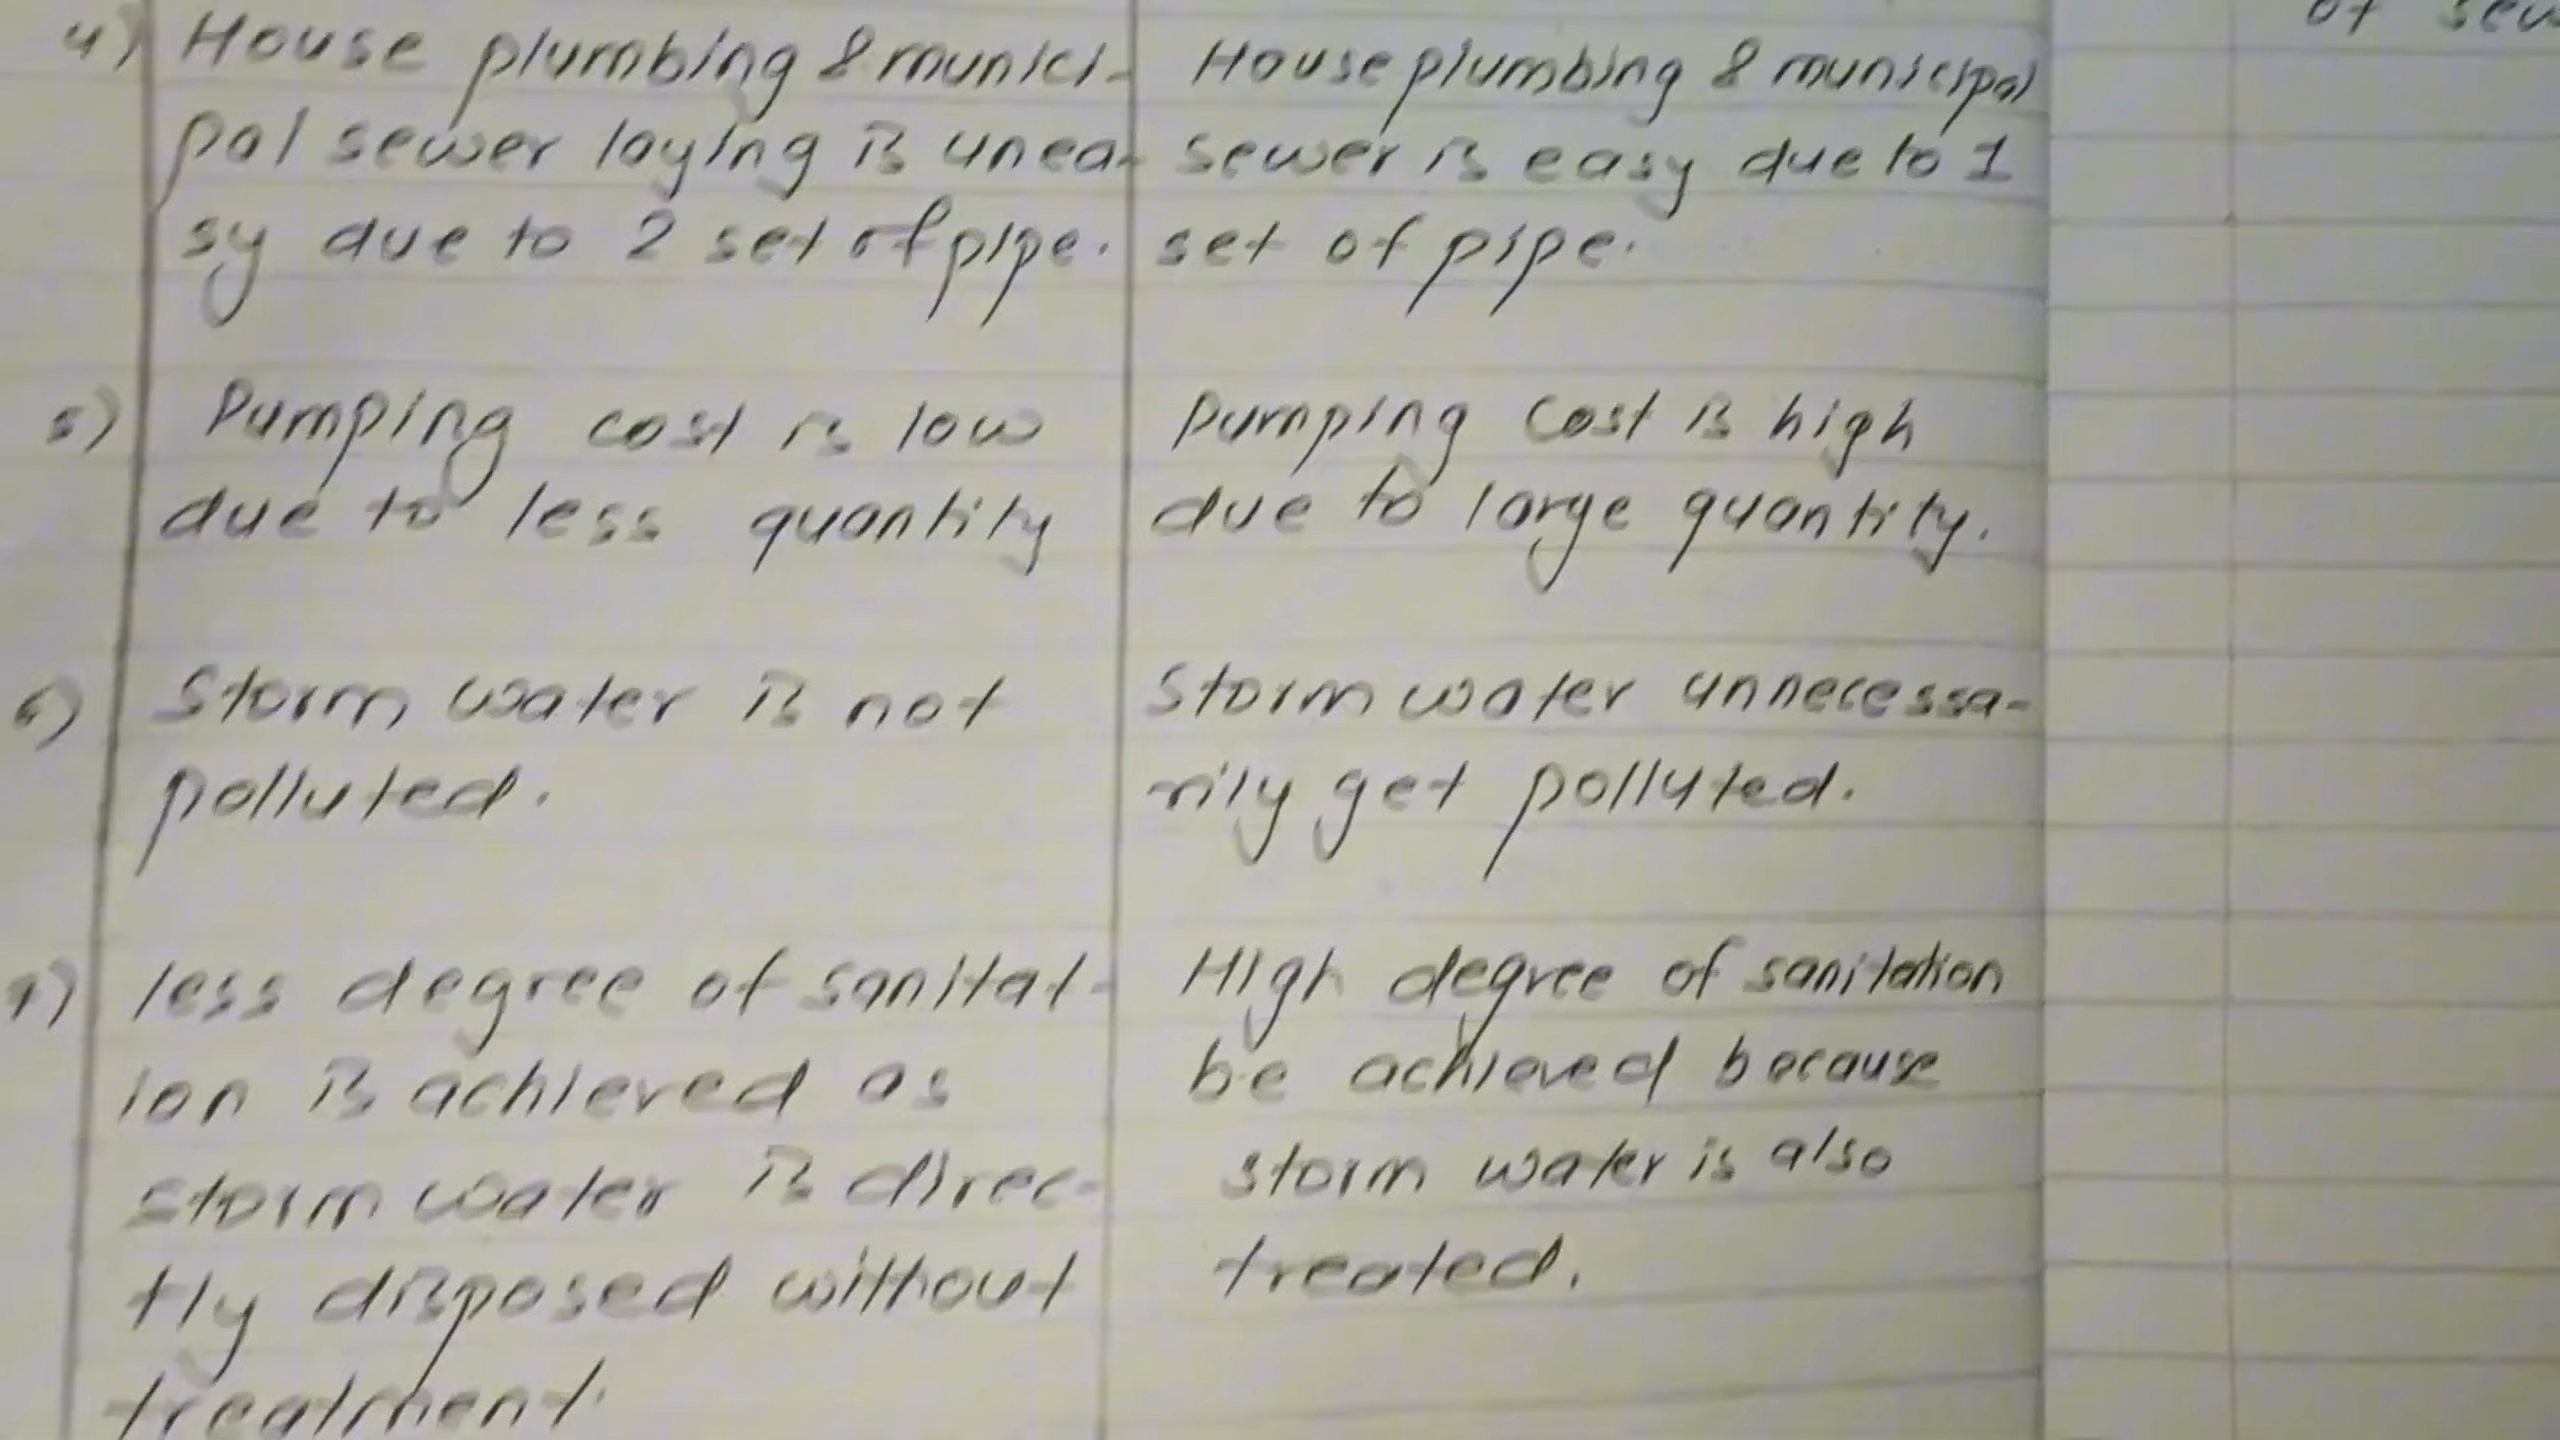 4) House plumbing & munici-
pal sewer laying is unea-
sy due to 2 set of pipe.
House plumbing & municipal
sewer is easy due to 1
set of pipe.
5) Pumping cost is low
due to less quantity
Pumping cost is high
due to large quantity.
6) Storm water is not
polluted.
Storm water unnecessa-
rily get polluted.
7) less degree of sanitat-
ion is achieved as
storm water is direc-
tly disposed without
treatment.
High degree of sanitation
be achieved because
storm water is also
treated.
of